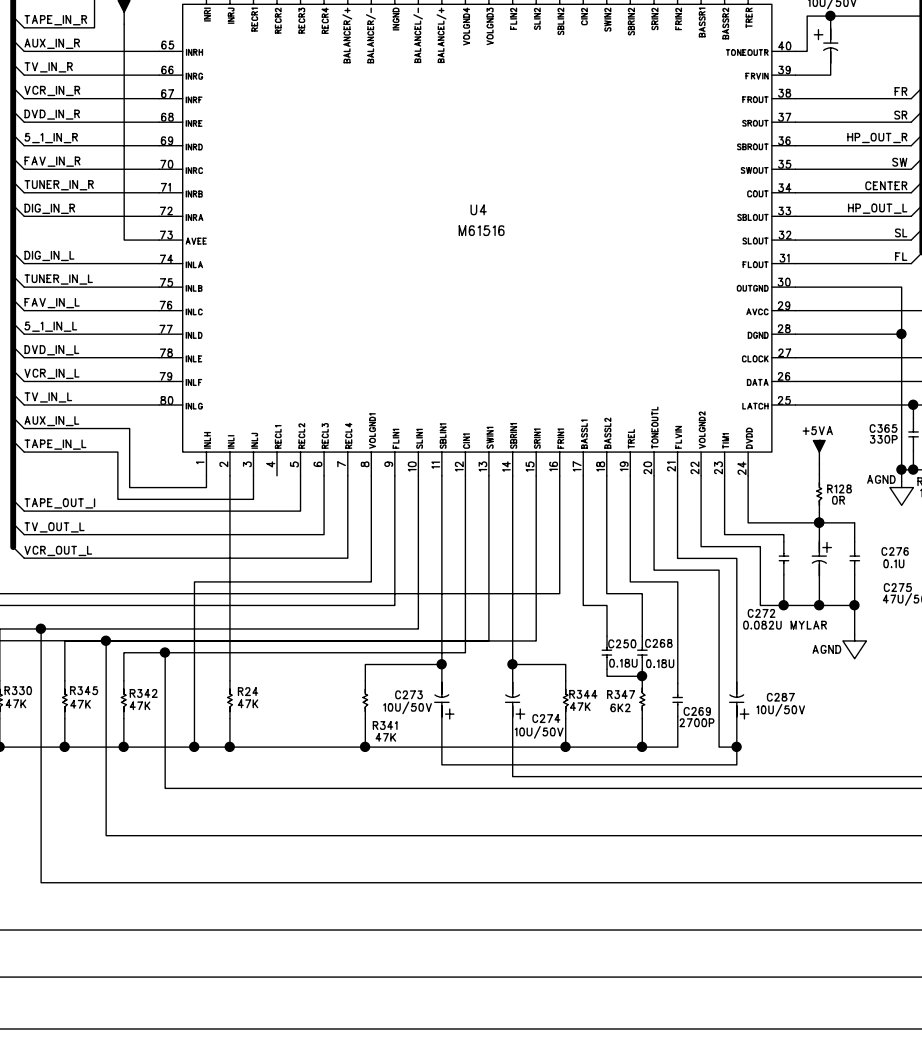 10U/50V
TAPE_IN_R
AUX_IN_R
TV_IN_R
VCR_IN_R
DVD_IN_R
5_1_IN_R
FAV_IN_R
TUNER_IN_R
DIG_IN_R
DIG_IN_L
TUNER_IN_L
FAV_IN_L
5_1_IN_L
DVD_IN_L
VCR_IN_L
TV_IN_L
AUX_IN_L
TAPE_IN_L
TAPE_OUT_I
TV_OUT_L
VCR_OUT_L
INRI
INRJ
RECR1
RECR2
RECR3
RECR4
BALANCER/+
BALANCER/-
INGND
BALANCEL/-
BALANCEL/+
VOLGND4
VOLGND3
FLIN2
SLIN2
SBLIN2
CIN2
SWIN2
SBRIN2
SRIN2
FRIN2
BASSR1
BASSR2
TRER
65 INRH
66 INRG
67 INRF
68 INRE
69 INRD
70 INRC
71 INRB
72 INRA
73 AVEE
74 INLA
75 INLB
76 INLC
77 INLD
78 INLE
79 INLF
80 INLG
U4
M61516
TONEOUTR 40
FRVIN 39
FROUT 38 FR
SROUT 37 SR
SBROUT 36 HP_OUT_R
SWOUT 35 SW
COUT 34 CENTER
SBLOUT 33 HP_OUT_L
SLOUT 32 SL
FLOUT 31 FL
OUTGND 30
AVCC 29
DGND 28
CLOCK 27
DATA 26
LATCH 25
INLH 1
INLI 2
INLJ 3
RECL1 4
RECL2 5
RECL3 6
RECL4 7
VOLGND1 8
FLIN1 9
SLIN1 10
SBLIN1 11
CIN1 12
SWIN1 13
SBRIN1 14
SRIN1 15
FRIN1 16
BASSL1 17
BASSL2 18
TREL 19
TONEOUTL 20
FLVIN 21
VOLGND2 22
TIM1 23
DVDD 24
+5VA
R128
0R
C365
330P
AGND
C276
0.1U
C275
C272
0.082U MYLAR
AGND
R330
47K
R345
47K
R342
47K
R24
47K
R341
47K
C273
10U/50V
C274
10U/50V
R344
47K
C250
0.18U
C268
0.18U
R347
6K2
C269
2700P
C287
10U/50V